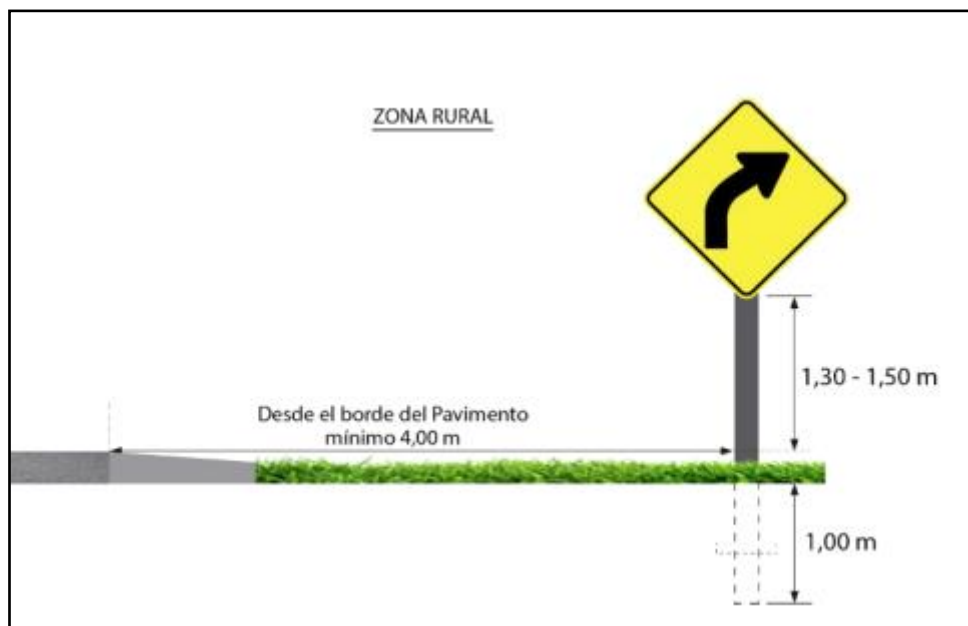 ZONA RURAL
1,30 - 1,50 m
Desde el borde del Pavimento
mínimo 4,00 m
1,00 m